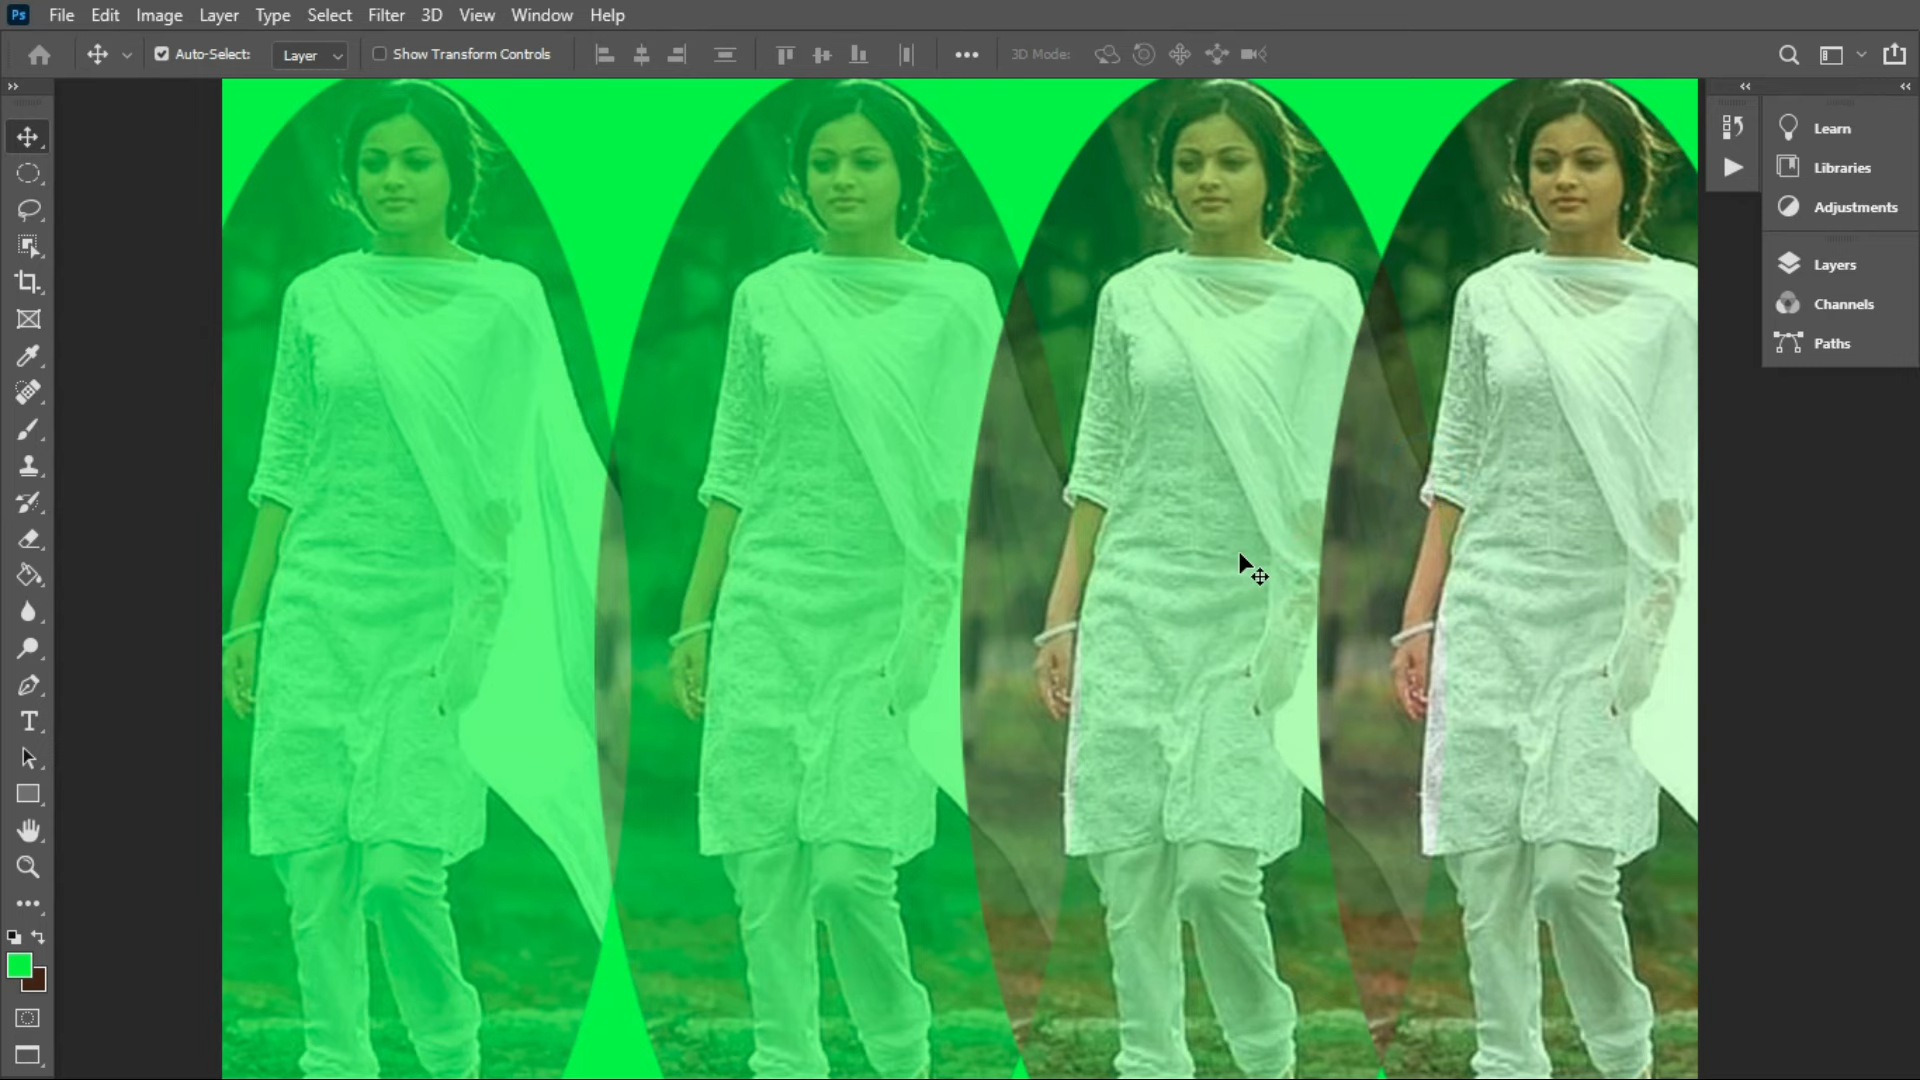 Ps File Edit Image Layer Type Select Filter 3D View Window Help
Auto-Select: Layer Show Transform Controls 3D Mode:
Learn
Libraries
Adjustments
Layers
Channels
Paths